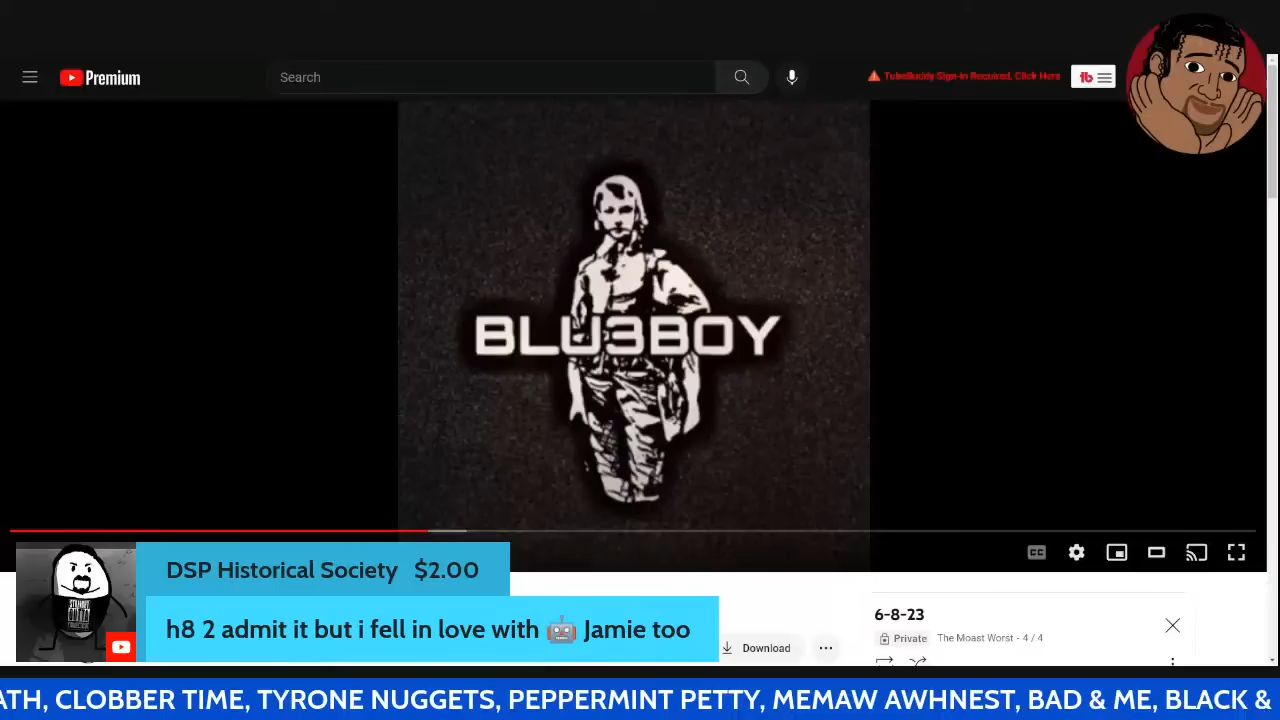 Premium
Search
TubeBuddy Sign-In Required, Click Here
tb
BLU3BOY
CC
DSP Historical Society $2.00
h8 2 admit it but i fell in love with 🤖 Jamie too
Download
6-8-23
Private The Moast Worst - 4 / 4
ATH, CLOBBER TIME, TYRONE NUGGETS, PEPPERMINT PETTY, MEMAW AWHNEST, BAD & ME, BLACK &